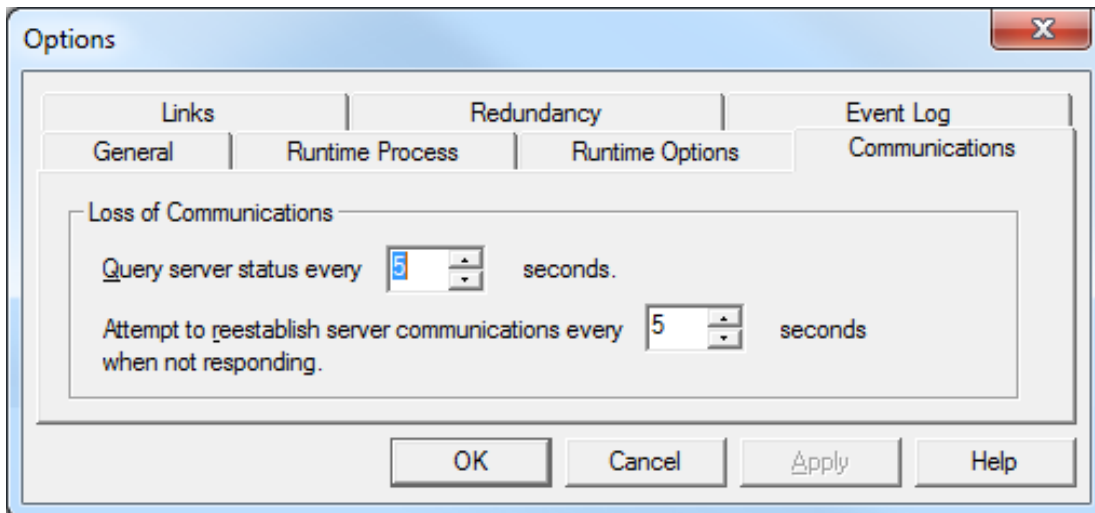 Options
Links Redundancy Event Log
General Runtime Process Runtime Options Communications
Loss of Communications
Query server status every 5 seconds.
Attempt to reestablish server communications every 5 seconds
when not responding.
OK Cancel Apply Help